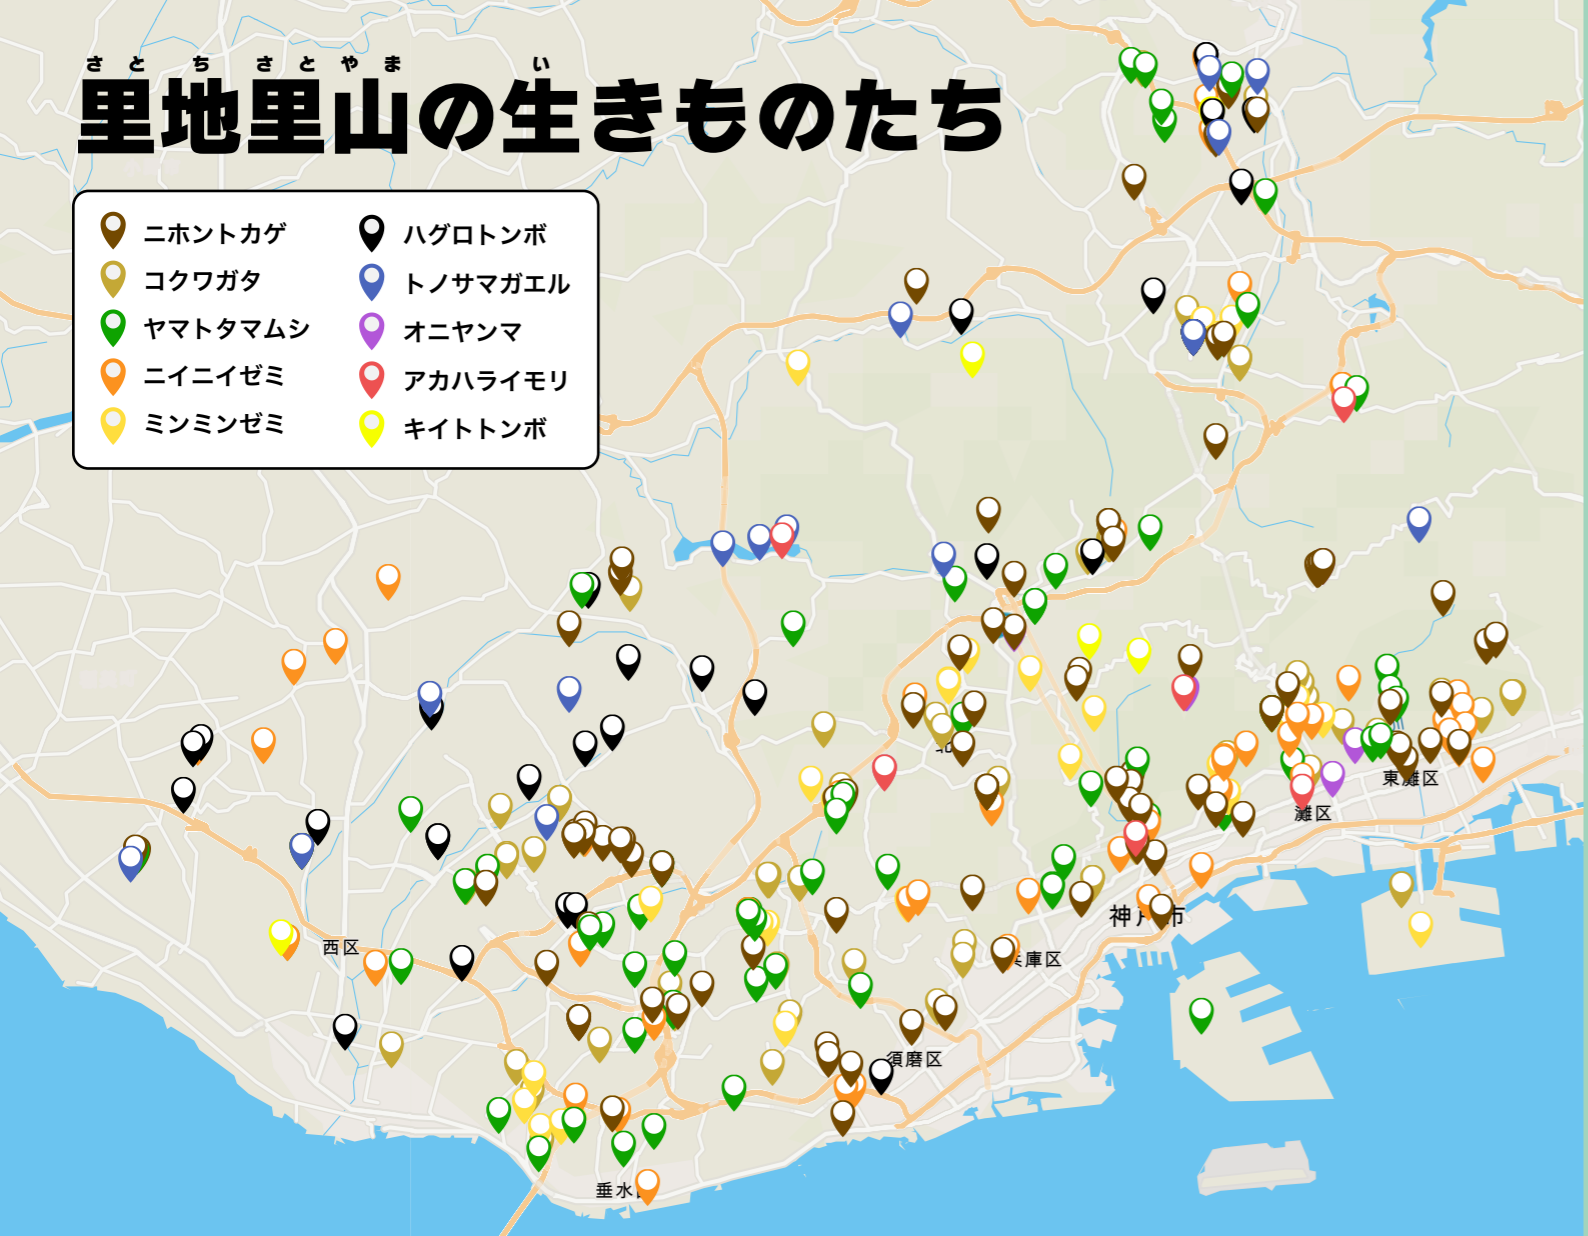 さとちさとやま い
里地里山の生きものたち
ニホントカゲ
コクワガタ
ヤマトタマムシ
ニイニイゼミ
ミンミンゼミ
ハグロトンボ
トノサマガエル
オニヤンマ
アカハライモリ
キイトトンボ
北
東灘区
灘区
神戸市
西区
兵庫区
須磨区
垂水